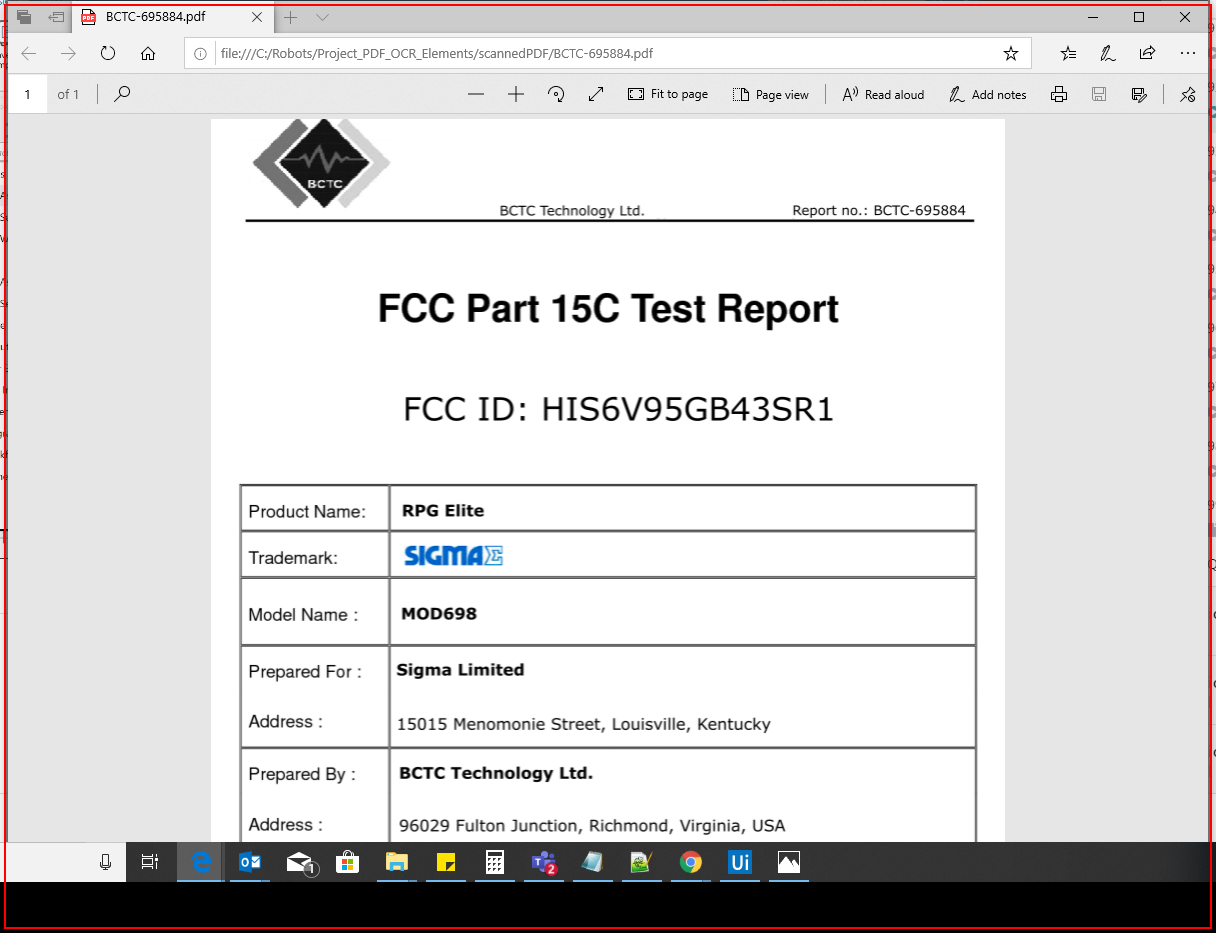 BCTC-695884.pdf
file:///C:/Robots/Project_PDF_OCR_Elements/scannedPDF/BCTC-695884.pdf
1 of 1 Fit to page Page view Read aloud Add notes
BCTC
BCTC Technology Ltd. Report no.: BCTC-695884
FCC Part 15C Test Report
FCC ID: HIS6V95GB43SR1
Product Name: RPG Elite
Trademark: SIGMA Σ
Model Name : MOD698
Prepared For : Sigma Limited
Address : 15015 Menomonie Street, Louisville, Kentucky
Prepared By : BCTC Technology Ltd.
Address : 96029 Fulton Junction, Richmond, Virginia, USA
1
2
Ui